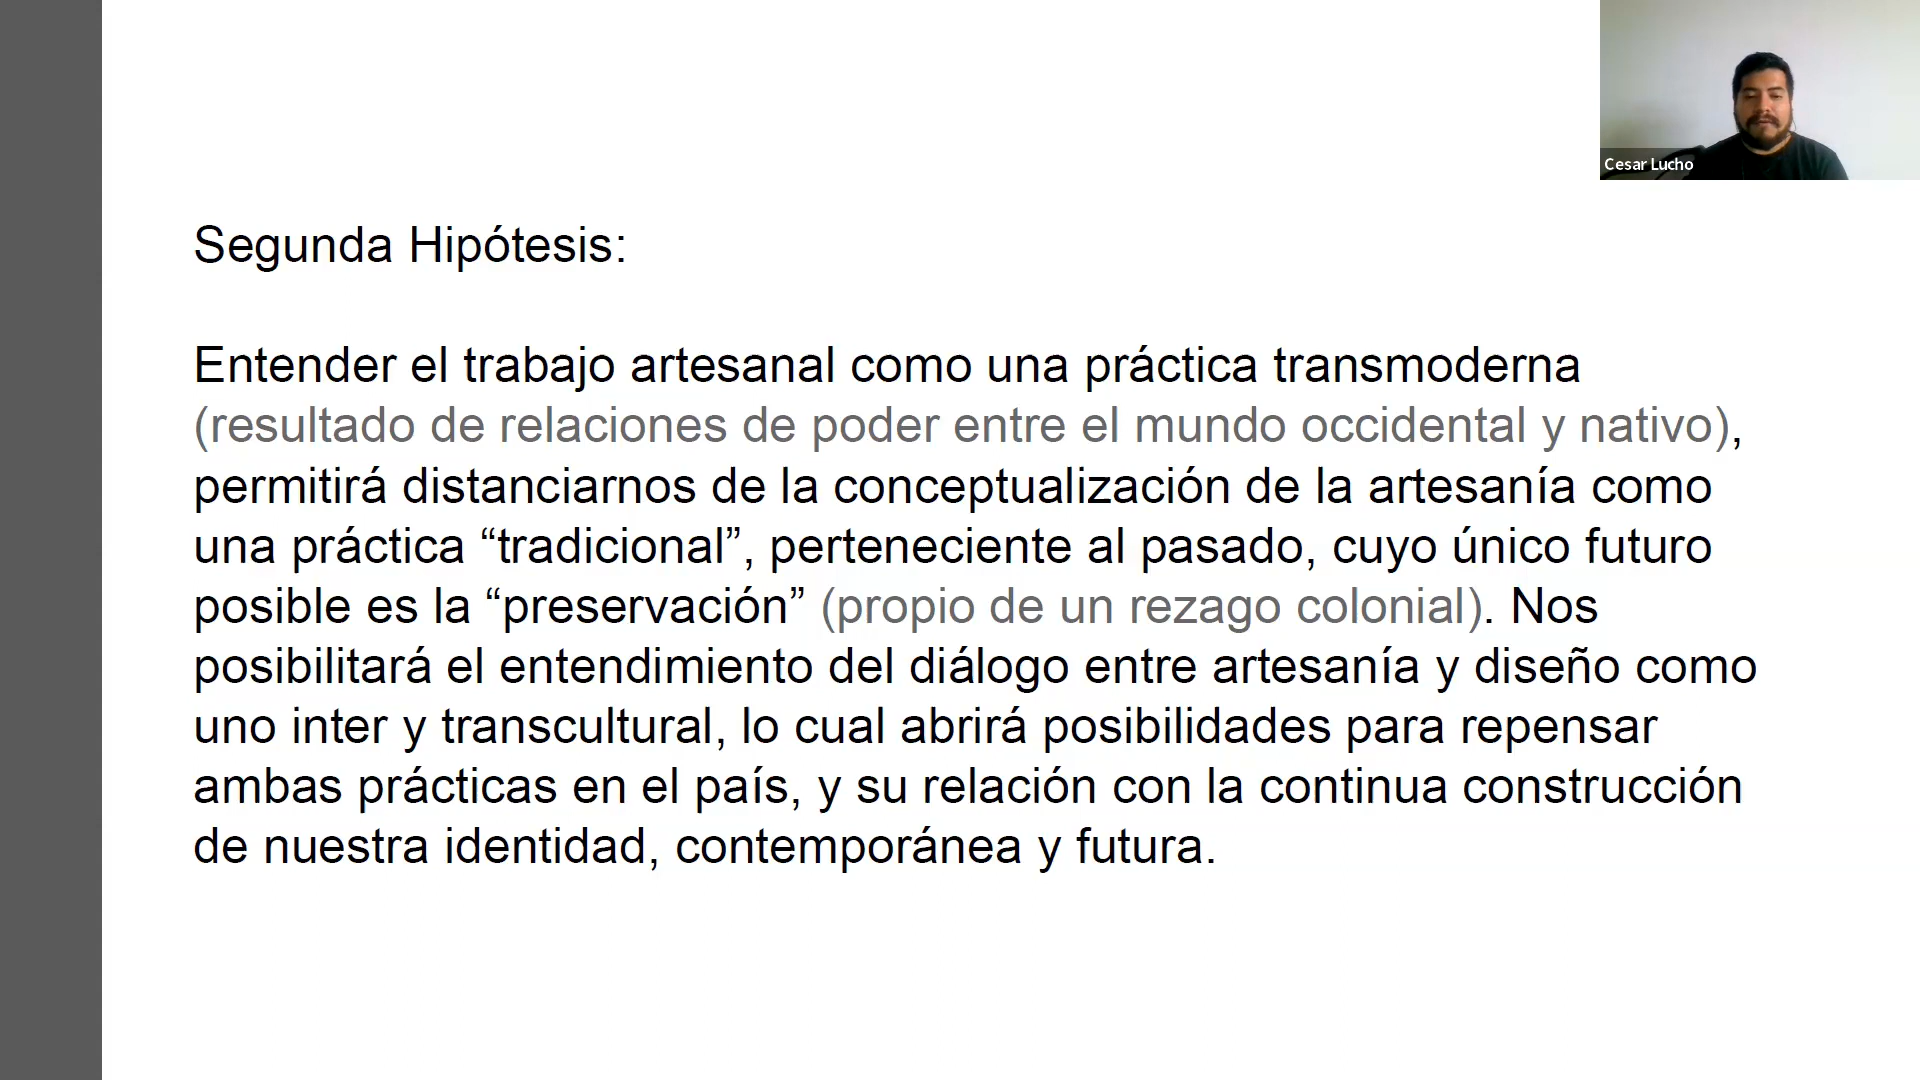 Cesar Lucho
Segunda Hipótesis:
Entender el trabajo artesanal como una práctica transmoderna
(resultado de relaciones de poder entre el mundo occidental y nativo),
permitirá distanciarnos de la conceptualización de la artesanía como
una práctica “tradicional”, perteneciente al pasado, cuyo único futuro
posible es la “preservación” (propio de un rezago colonial). Nos
posibilitará el entendimiento del diálogo entre artesanía y diseño como
uno inter y transcultural, lo cual abrirá posibilidades para repensar
ambas prácticas en el país, y su relación con la continua construcción
de nuestra identidad, contemporánea y futura.